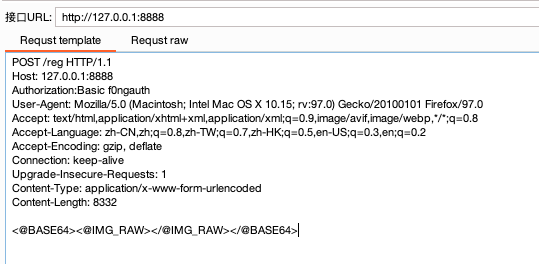 接口URL: http://127.0.0.1:8888
Requst template Requst raw
POST /reg HTTP/1.1
Host: 127.0.0.1:8888
Authorization:Basic f0ngauth
User-Agent: Mozilla/5.0 (Macintosh; Intel Mac OS X 10.15; rv:97.0) Gecko/20100101 Firefox/97.0
Accept: text/html,application/xhtml+xml,application/xml;q=0.9,image/avif,image/webp,*/*;q=0.8
Accept-Language: zh-CN,zh;q=0.8,zh-TW;q=0.7,zh-HK;q=0.5,en-US;q=0.3,en;q=0.2
Accept-Encoding: gzip, deflate
Connection: keep-alive
Upgrade-Insecure-Requests: 1
Content-Type: application/x-www-form-urlencoded
Content-Length: 8332
<@BASE64><@IMG_RAW></@IMG_RAW></@BASE64>